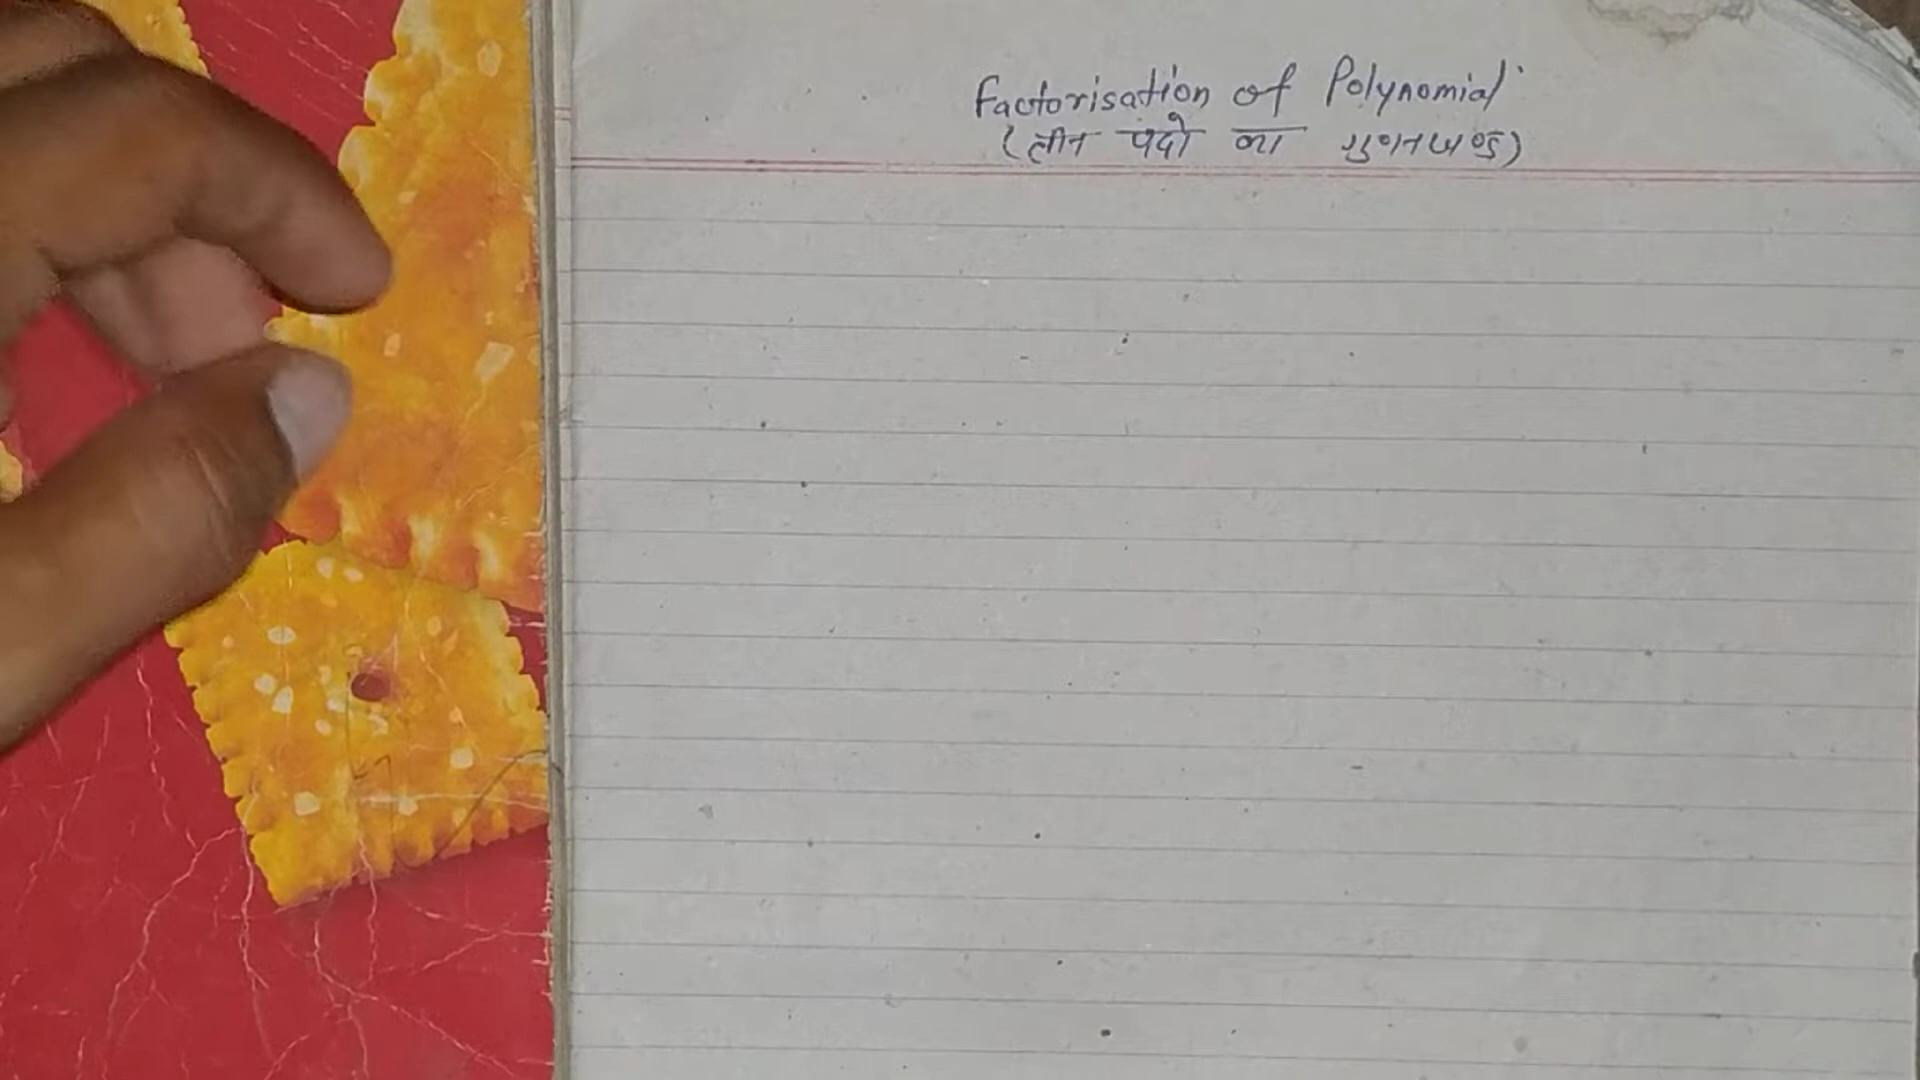 Factorisation of Polynomial
(तीन पदो का गुणनखण्ड)